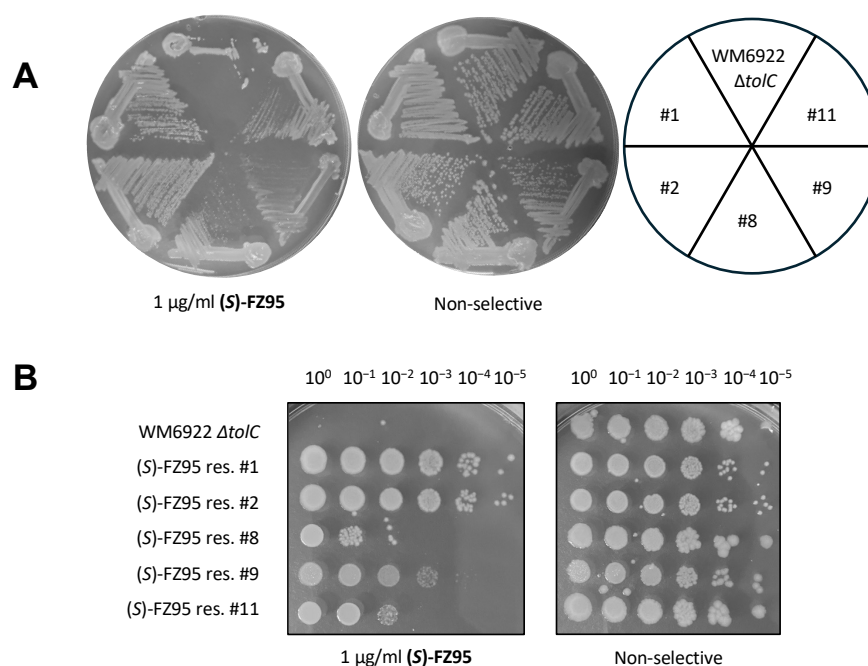 A
WM6922
ΔtolC
#1
#11
#2
#9
#8
1 µg/ml (S)-FZ95
Non-selective
B
10⁰ 10⁻¹ 10⁻² 10⁻³ 10⁻⁴ 10⁻⁵
10⁰ 10⁻¹ 10⁻² 10⁻³ 10⁻⁴ 10⁻⁵
WM6922 ΔtolC
(S)-FZ95 res. #1
(S)-FZ95 res. #2
(S)-FZ95 res. #8
(S)-FZ95 res. #9
(S)-FZ95 res. #11
1 µg/ml (S)-FZ95
Non-selective